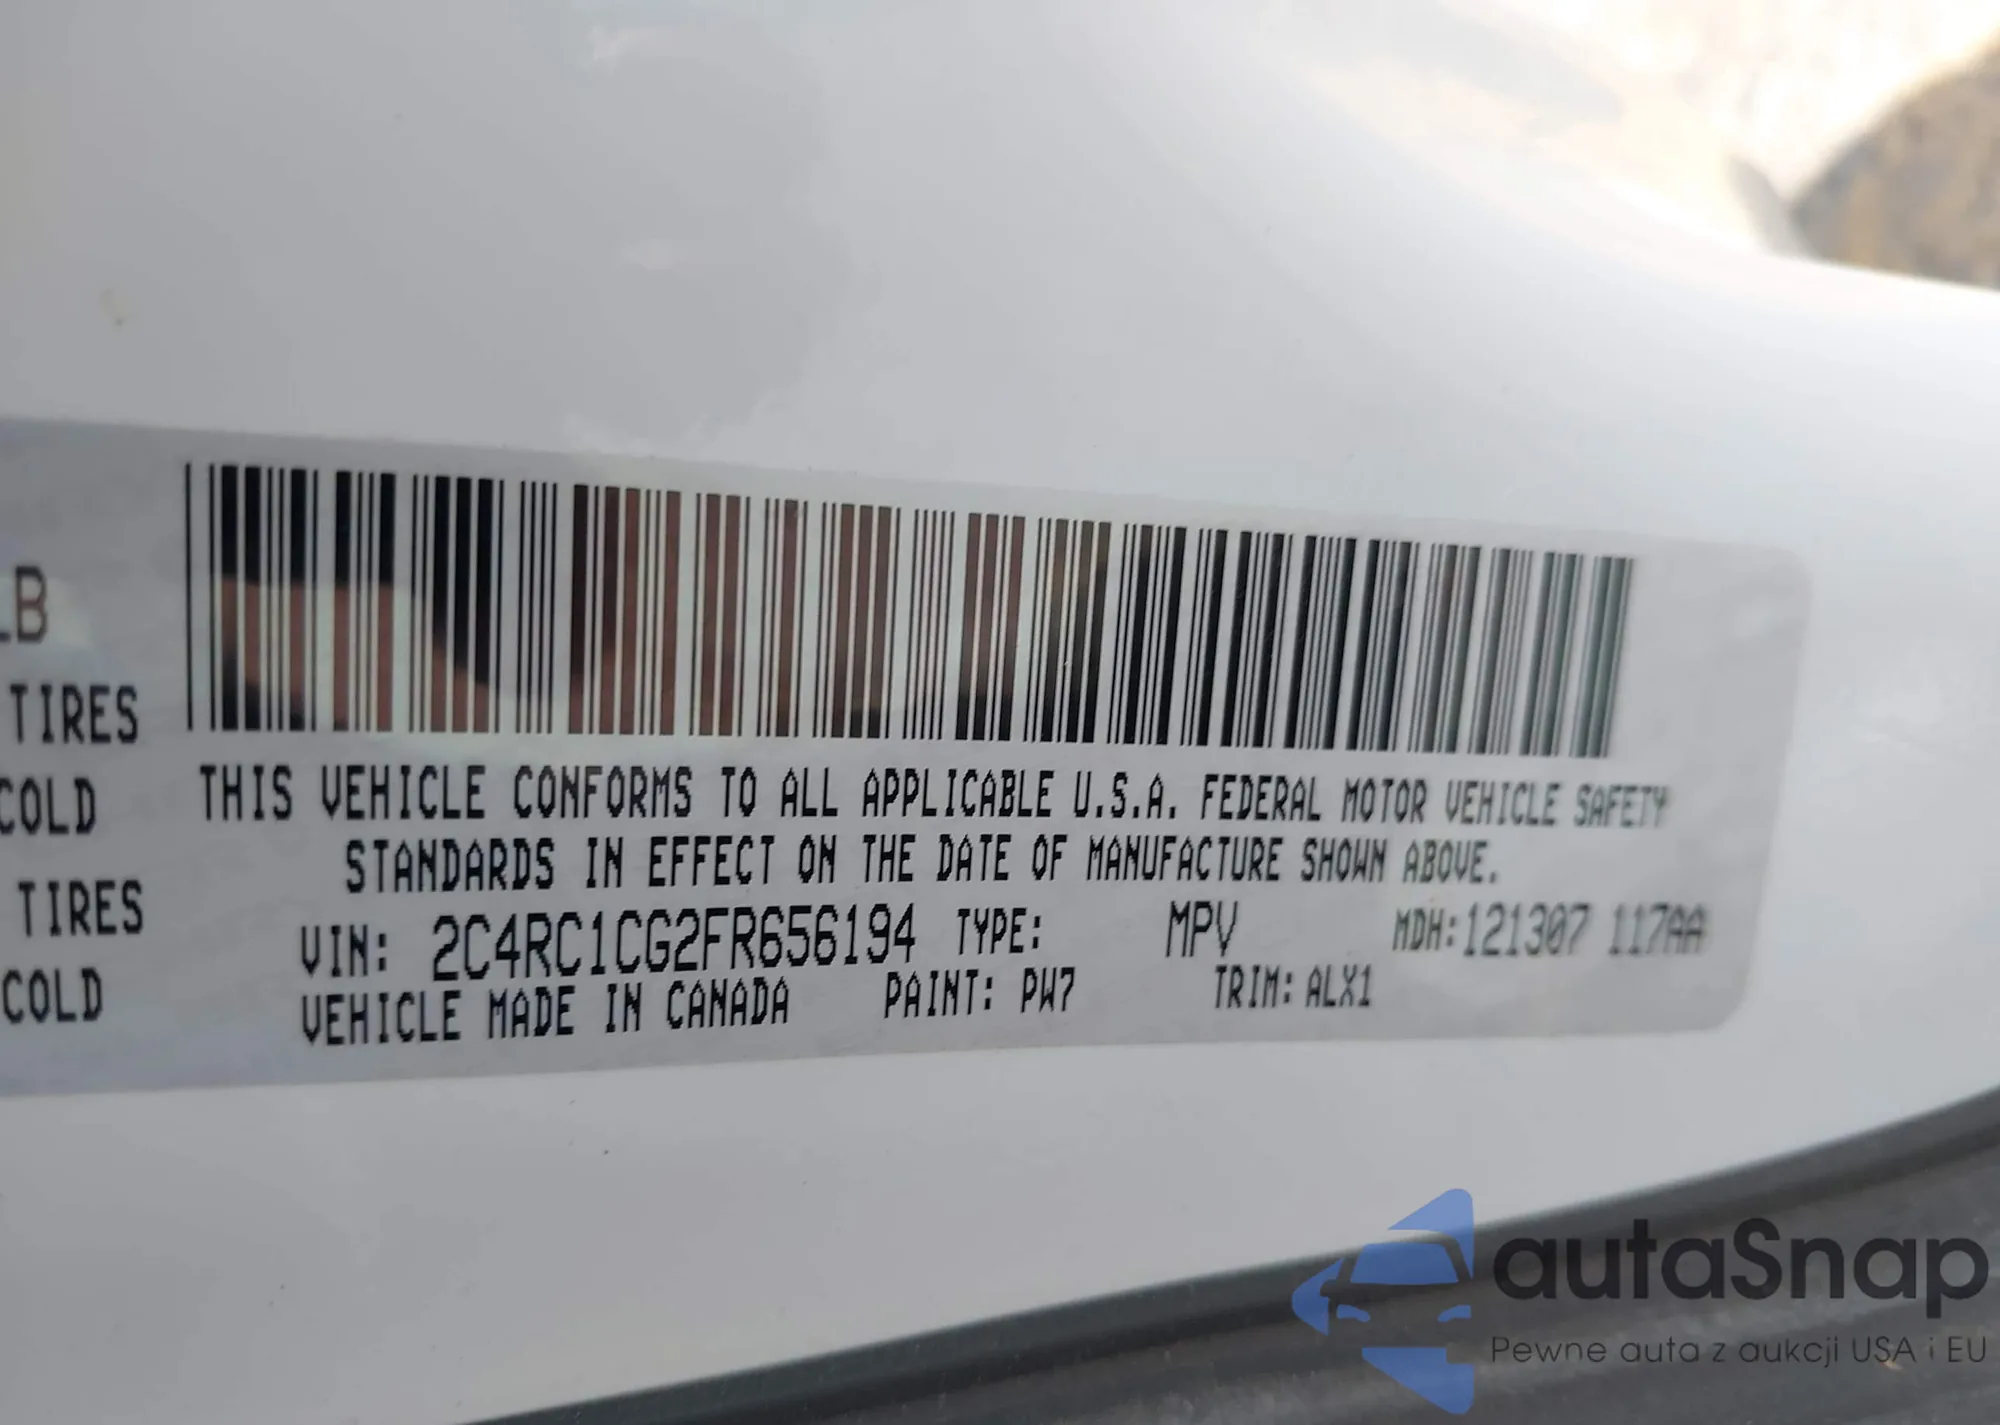 LB
TIRES
COLD
TIRES
COLD
THIS VEHICLE CONFORMS TO ALL APPLICABLE U.S.A. FEDERAL MOTOR VEHICLE SAFETY
STANDARDS IN EFFECT ON THE DATE OF MANUFACTURE SHOWN ABOVE.
VIN: 2C4RC1CG2FR656194 TYPE: MPV MDH:121307 117AA
VEHICLE MADE IN CANADA PAINT: PW7 TRIM: ALX1
autaSnap
Pewne auta z aukcji USA i EU